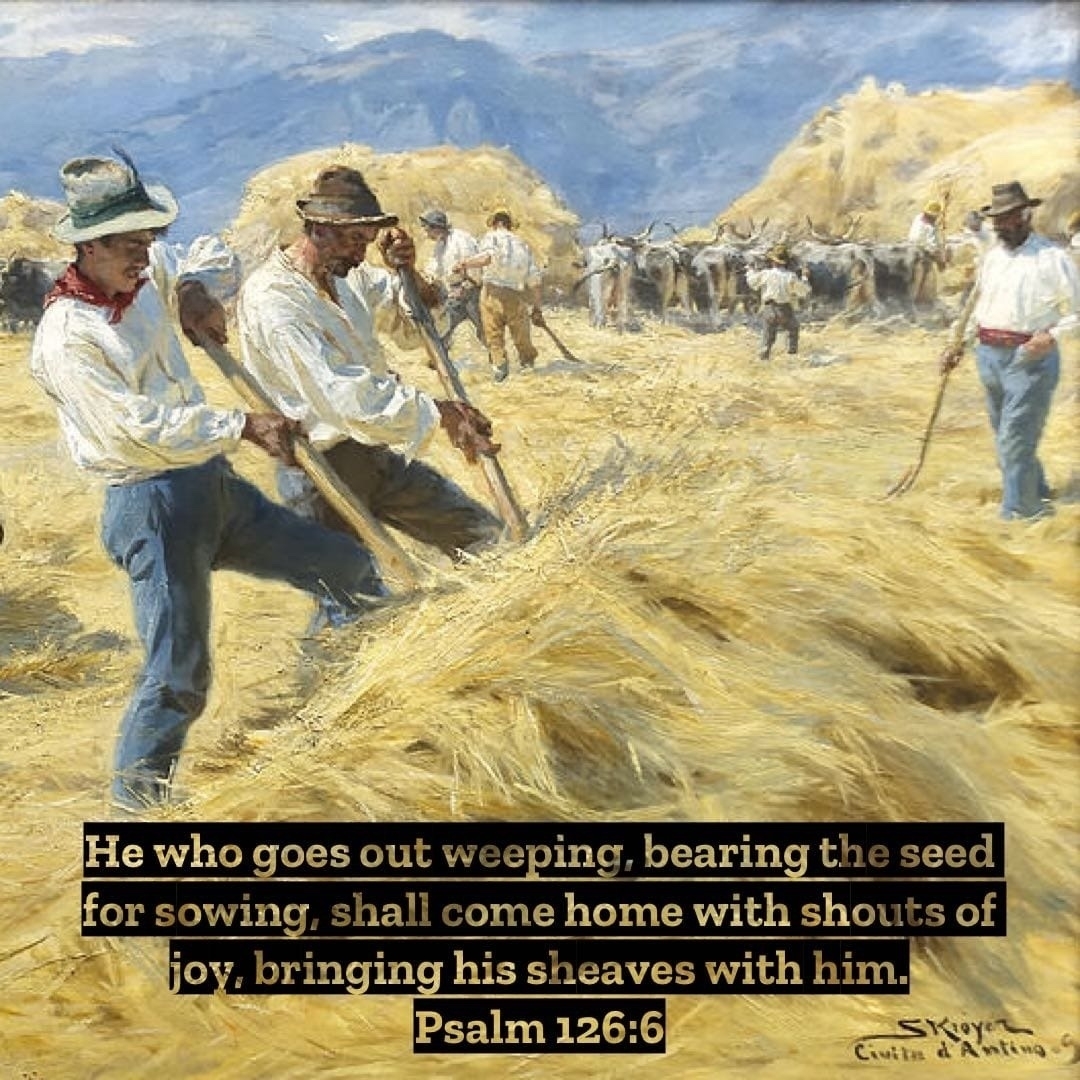 He who goes out weeping, bearing the seed
for sowing, shall come home with shouts of
joy, bringing his sheaves with him.
Psalm 126:6
SKrøyer
Civita d'Antino